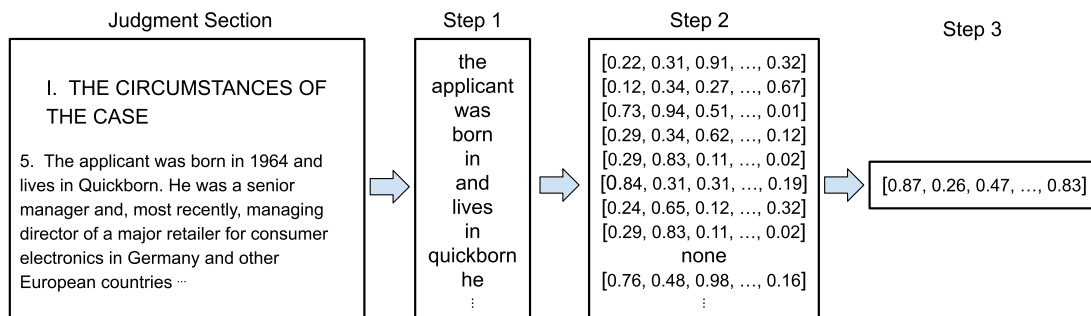 Judgment Section
I. THE CIRCUMSTANCES OF
THE CASE
5. The applicant was born in 1964 and
lives in Quickborn. He was a senior
manager and, most recently, managing
director of a major retailer for consumer
electronics in Germany and other
European countries ...
Step 1
the
applicant
was
born
in
and
lives
in
quickborn
he
⋮
Step 2
[0.22, 0.31, 0.91, ..., 0.32]
[0.12, 0.34, 0.27, ..., 0.67]
[0.73, 0.94, 0.51, ..., 0.01]
[0.29, 0.34, 0.62, ..., 0.12]
[0.29, 0.83, 0.11, ..., 0.02]
[0.84, 0.31, 0.31, ..., 0.19]
[0.24, 0.65, 0.12, ..., 0.32]
[0.29, 0.83, 0.11, ..., 0.02]
none
[0.76, 0.48, 0.98, ..., 0.16]
⋮
Step 3
[0.87, 0.26, 0.47, ..., 0.83]